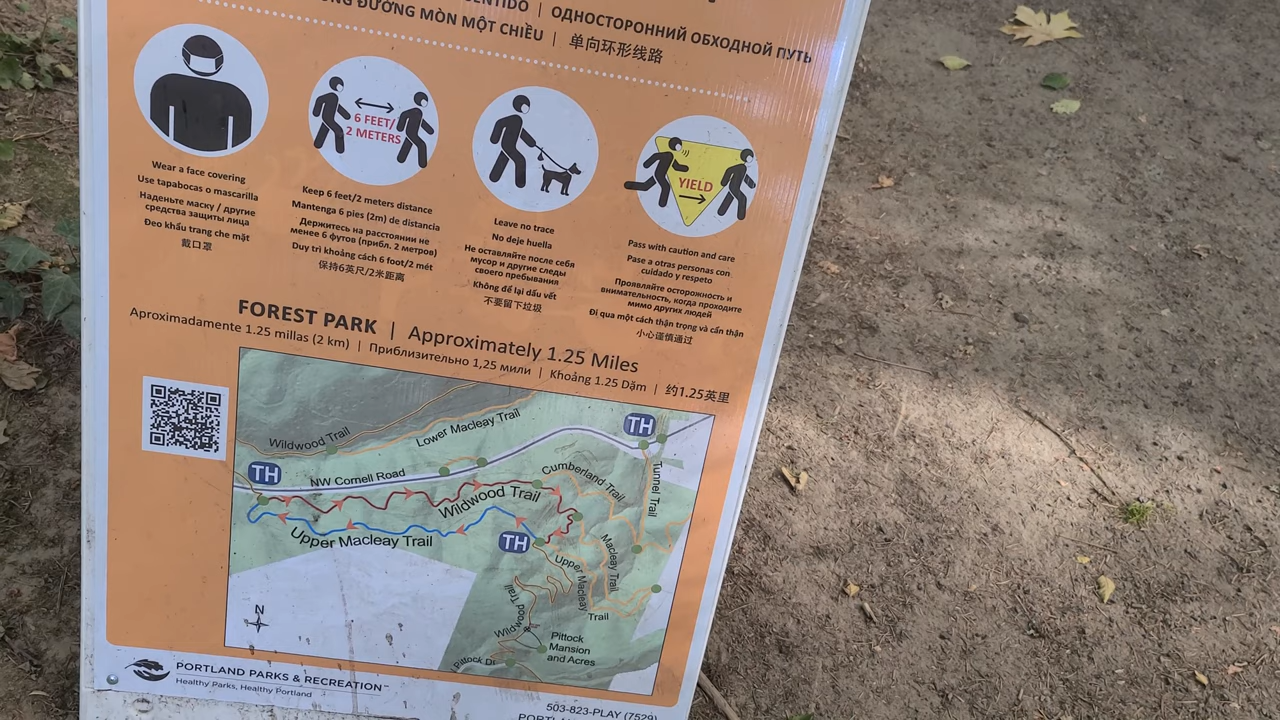 SENTIDO | ОДНОСТОРОННИЙ ОБХОДНОЙ ПУТЬ
ĐƯỜNG MÒN MỘT CHIỀU | 单向环形线路
6 FEET/
2 METERS
YIELD
Wear a face covering
Use tapabocas o mascarilla
Наденьте маску / другие
средства защиты лица
Đeo khẩu trang che mặt
戴口罩
Keep 6 feet/2 meters distance
Mantenga 6 pies (2m) de distancia
Держитесь на расстоянии не
менее 6 футов (прибл. 2 метров)
Duy trì khoảng cách 6 foot/2 mét
保持6英尺/2米距离
Leave no trace
No deje huella
Не оставляйте после себя
мусор и другие следы
своего пребывания
Không để lại dấu vết
不要留下垃圾
Pass with caution and care
Pase a otras personas con
cuidado y respeto
Проявляйте осторожность и
внимательность, когда проходите
мимо других людей
Đi qua một cách thận trọng và cẩn thận
小心谨慎通过
FOREST PARK | Approximately 1.25 Miles
Aproximadamente 1.25 millas (2 km) | Приблизительно 1,25 мили | Khoảng 1.25 Dặm | 约1.25英里
Wildwood Trail
Lower Macleay Trail
TH
TH
NW Cornell Road
Cumberland Trail
Tunnel Trail
Wildwood Trail
Upper Macleay Trail
TH
Macleay Trail
Upper Macleay
Trail
Wildwood Trail
N
Pittock
Mansion
and Acres
Pittock Dr
PORTLAND PARKS & RECREATION
Healthy Parks, Healthy Portland
503-823-PLAY (7529)